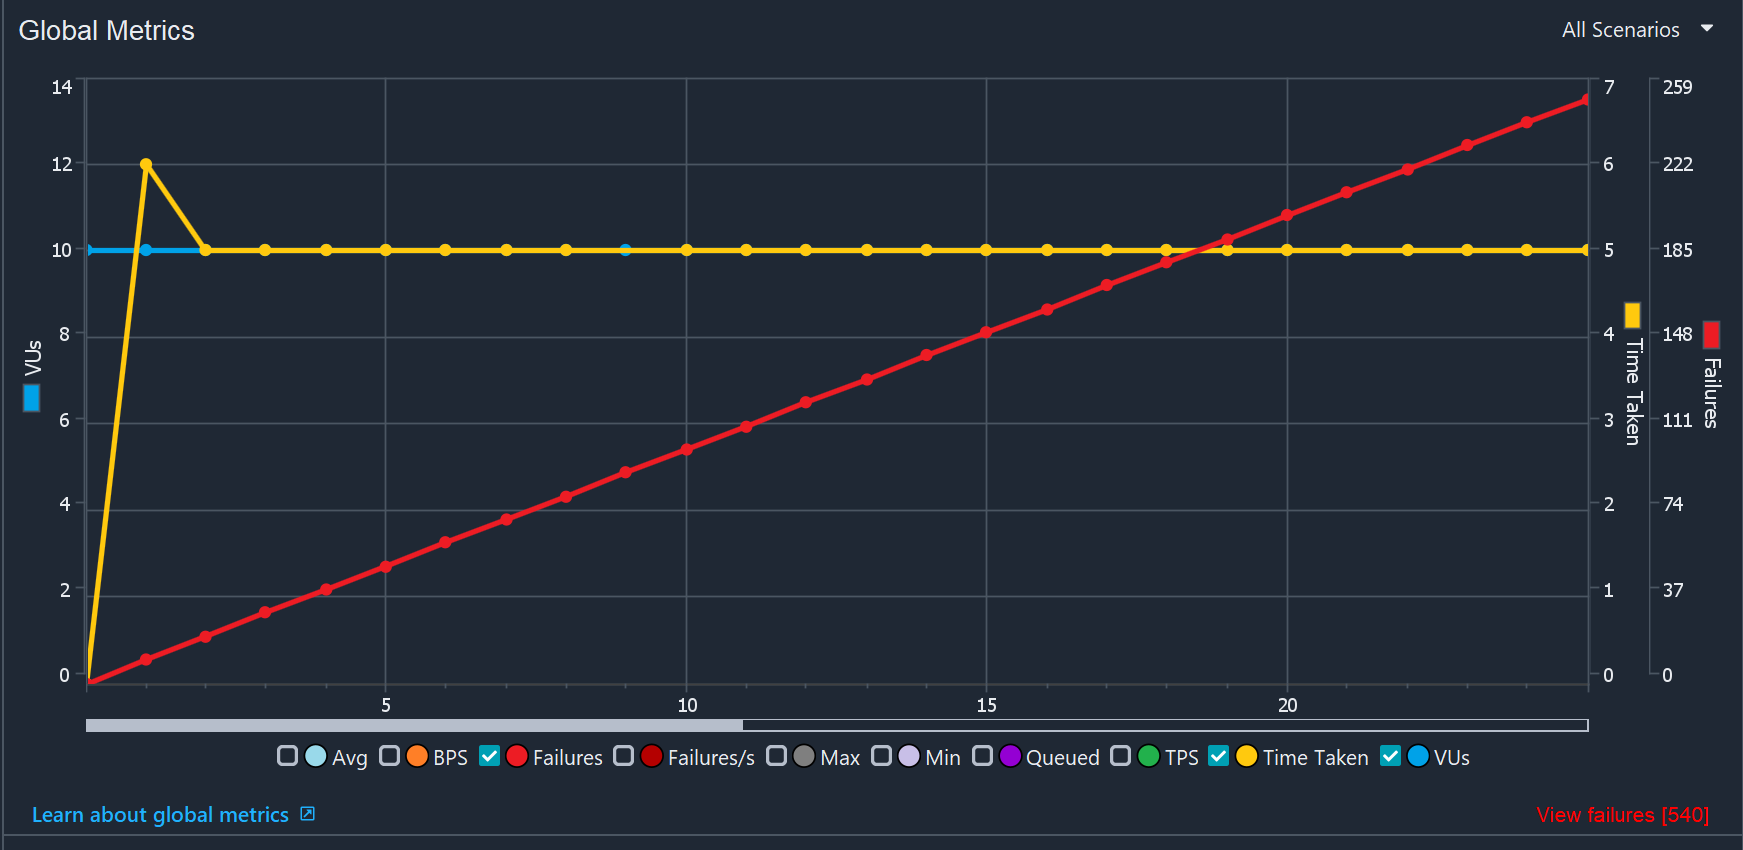 Global Metrics
All Scenarios
14 7 259
12 6 222
10 5 185
8 4 148
6 3 111
4 2 74
2 1 37
0 0 0
VUs
Time Taken
Failures
5 10 15 20
Avg BPS Failures Failures/s Max Min Queued TPS Time Taken VUs
Learn about global metrics
View failures [540]